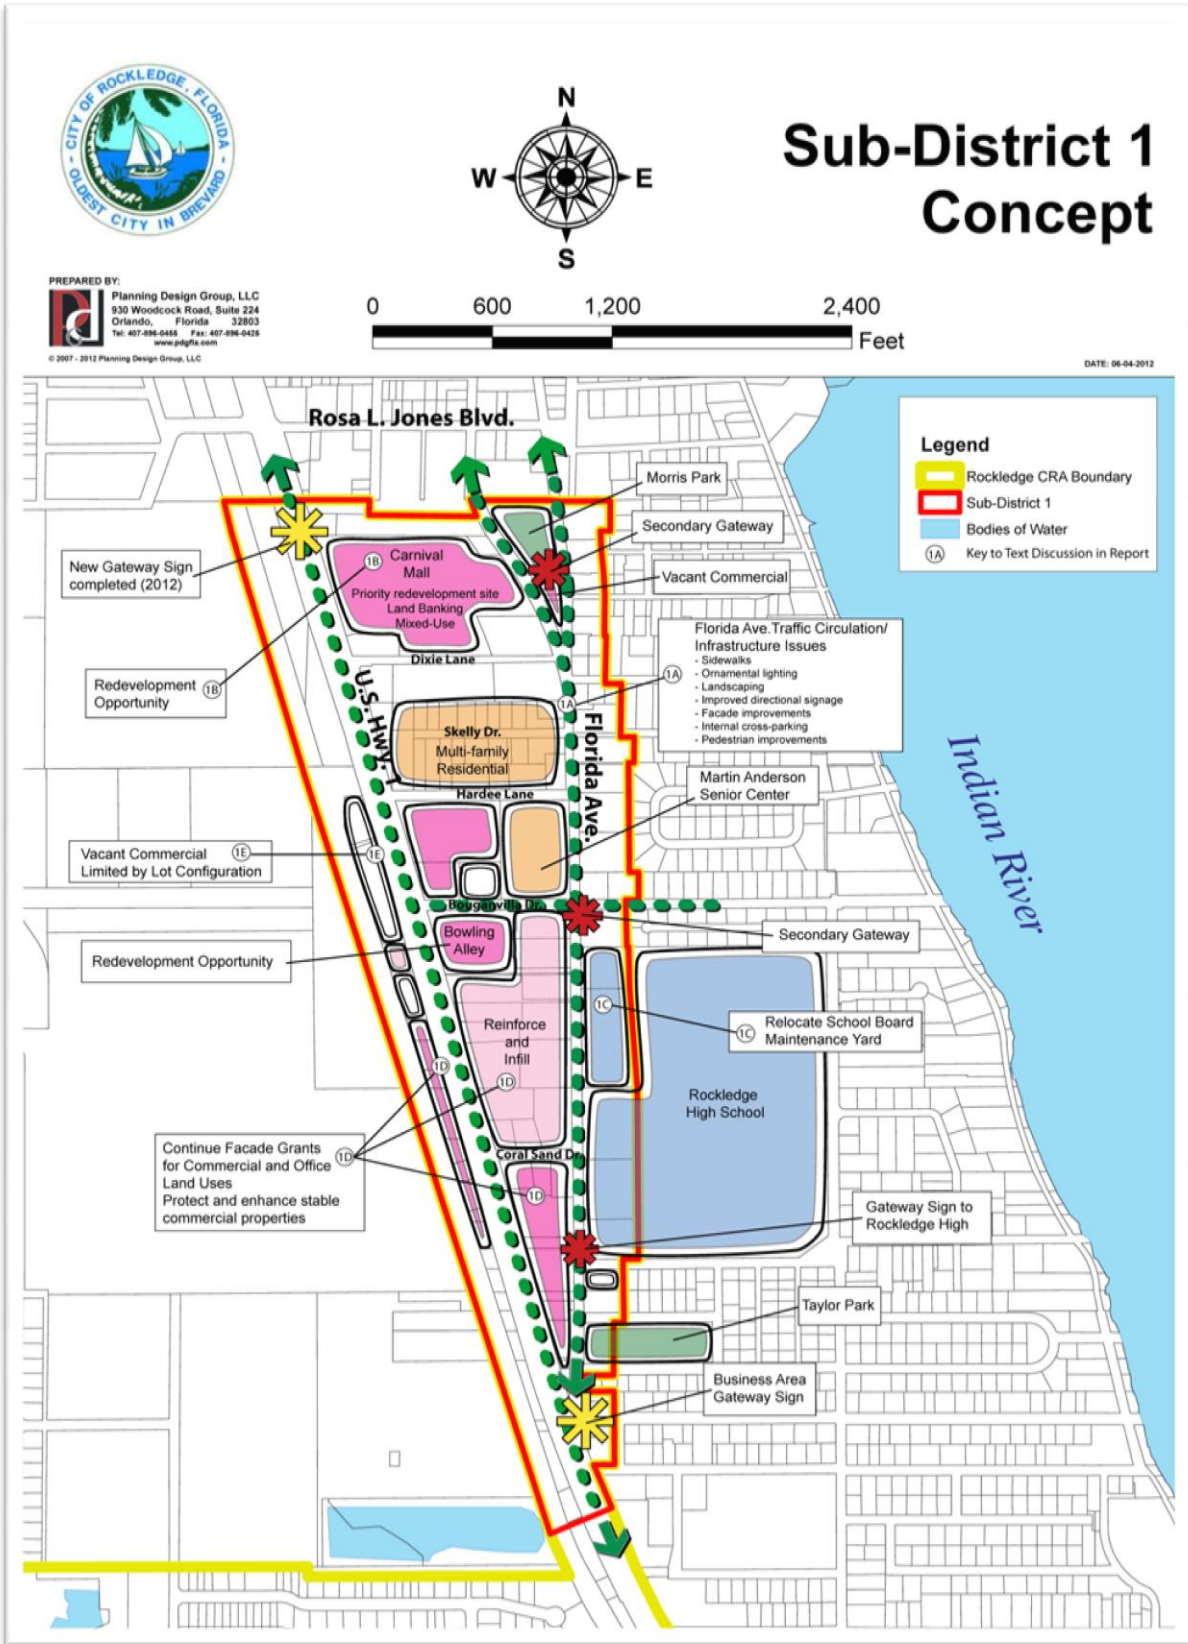 CITY OF ROCKLEDGE, FLORIDA
- OLDEST CITY IN BREVARD -
N
W
E
S
Sub-District 1
Concept
PREPARED BY:
Planning Design Group, LLC
930 Woodcock Road, Suite 224
Orlando, Florida 32803
Tel: 407-896-0455 Fax: 407-896-0425
www.pdgfla.com
© 2007 - 2012 Planning Design Group, LLC
0 600 1,200 2,400
Feet
DATE: 06-04-2012
Rosa L. Jones Blvd.
Legend
Rockledge CRA Boundary
Sub-District 1
Bodies of Water
1A Key to Text Discussion in Report
Morris Park
Secondary Gateway
New Gateway Sign
completed (2012)
1B
Carnival
Mall
Priority redevelopment site
Land Banking
Mixed-Use
Vacant Commercial
Dixie Lane
Florida Ave.Traffic Circulation/
Infrastructure Issues
- Sidewalks
- Ornamental lighting
- Landscaping
- Improved directional signage
- Facade improvements
- Internal cross-parking
- Pedestrian improvements
1A
1A
Redevelopment
Opportunity
1B
U.S. Hwy. 1
Skelly Dr.
Multi-family
Residential
Florida Ave.
Hardee Lane
Martin Anderson
Senior Center
Indian River
Vacant Commercial 1E
Limited by Lot Configuration
1E
Bouganvilla Dr.
Bowling
Alley
Secondary Gateway
Redevelopment Opportunity
1C
1C
Relocate School Board
Maintenance Yard
Reinforce
and
Infill
1D
1D
Rockledge
High School
Continue Facade Grants
for Commercial and Office
Land Uses
Protect and enhance stable
commercial properties
1D
Coral Sand Dr.
1D
Gateway Sign to
Rockledge High
Taylor Park
Business Area
Gateway Sign